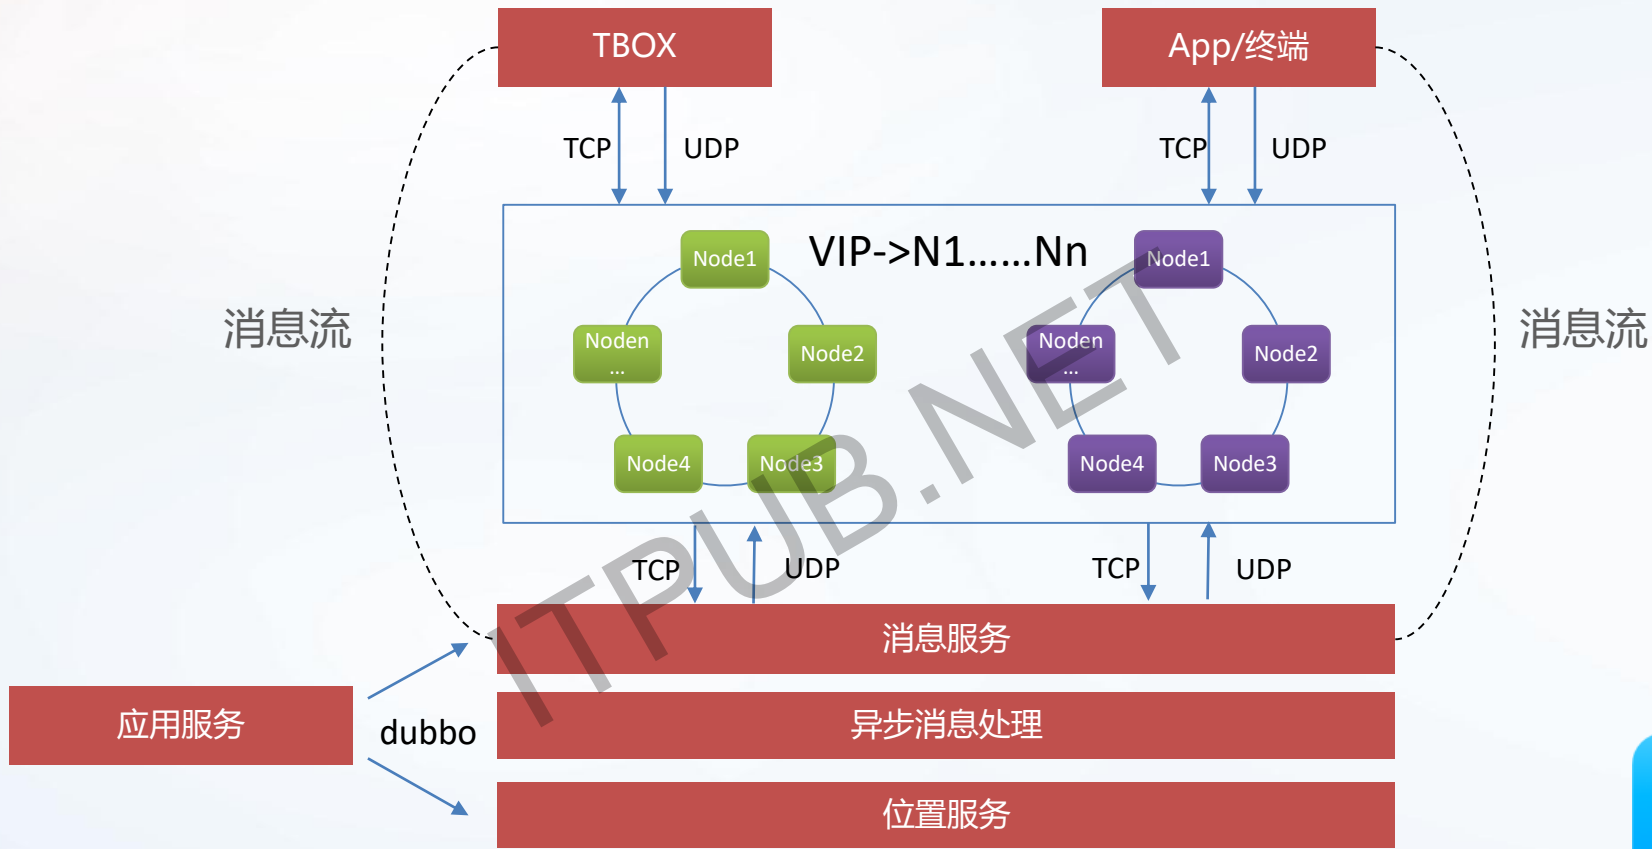 TBOX
App/终端
TCP
UDP
TCP
UDP
VIP->N1......Nn
Node1
Noden
...
Node2
Node4
Node3
Node1
Noden
...
Node2
Node4
Node3
消息流
消息流
TCP
UDP
TCP
UDP
消息服务
应用服务
dubbo
异步消息处理
位置服务
ITPUB.NET